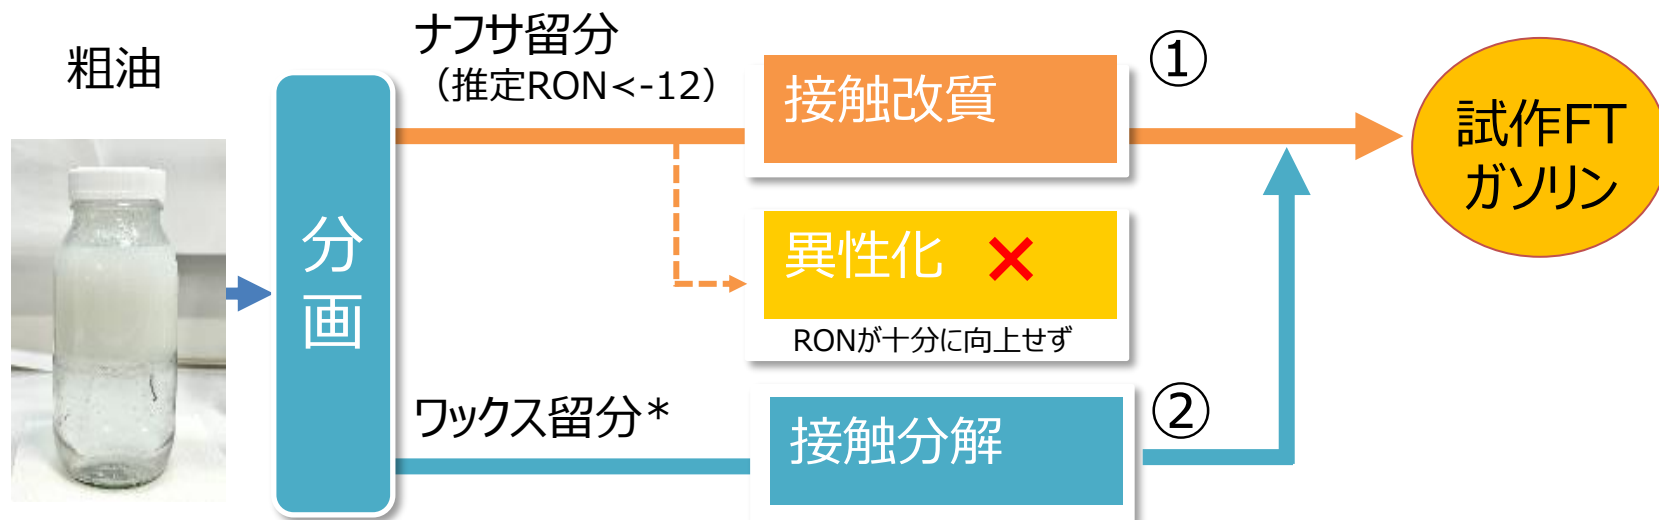 粗油
分
画
ナフサ留分
（推定RON<-12）
接触改質
①
異性化 ×
RONが十分に向上せず
ワックス留分*
接触分解
②
試作FT
ガソリン